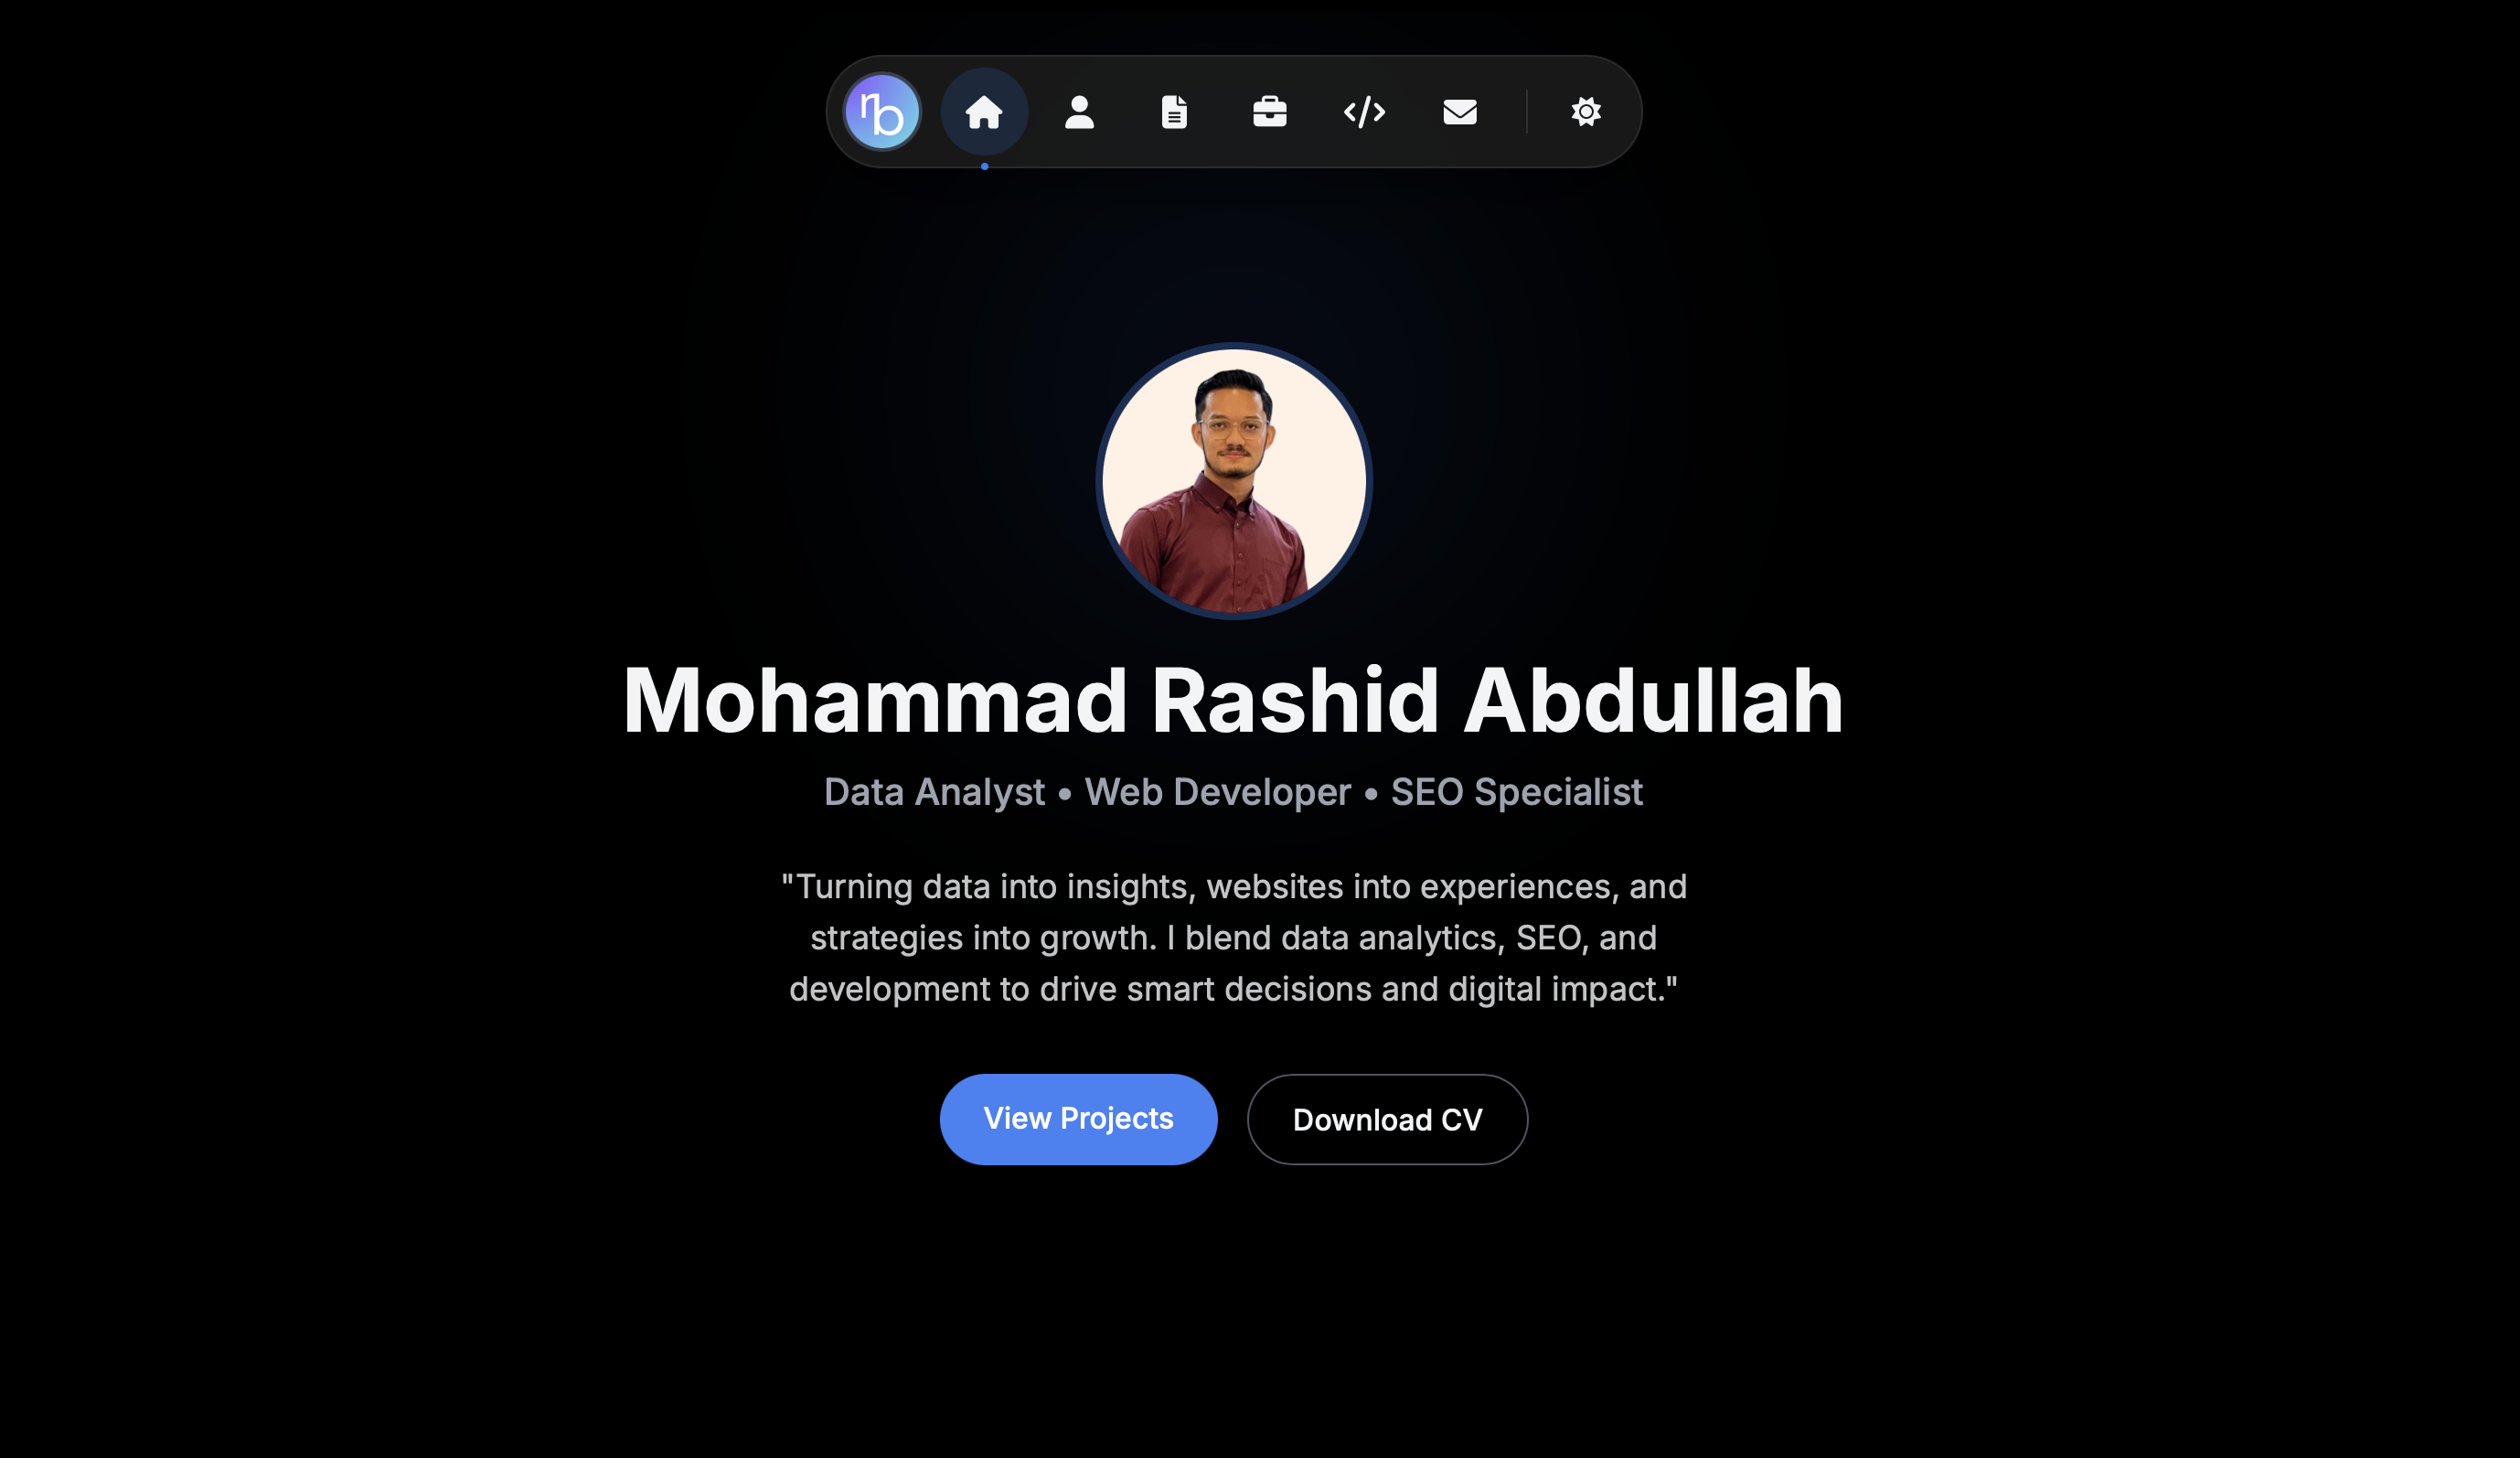 rb
Mohammad Rashid Abdullah
Data Analyst • Web Developer • SEO Specialist
"Turning data into insights, websites into experiences, and
strategies into growth. I blend data analytics, SEO, and
development to drive smart decisions and digital impact."
View Projects
Download CV